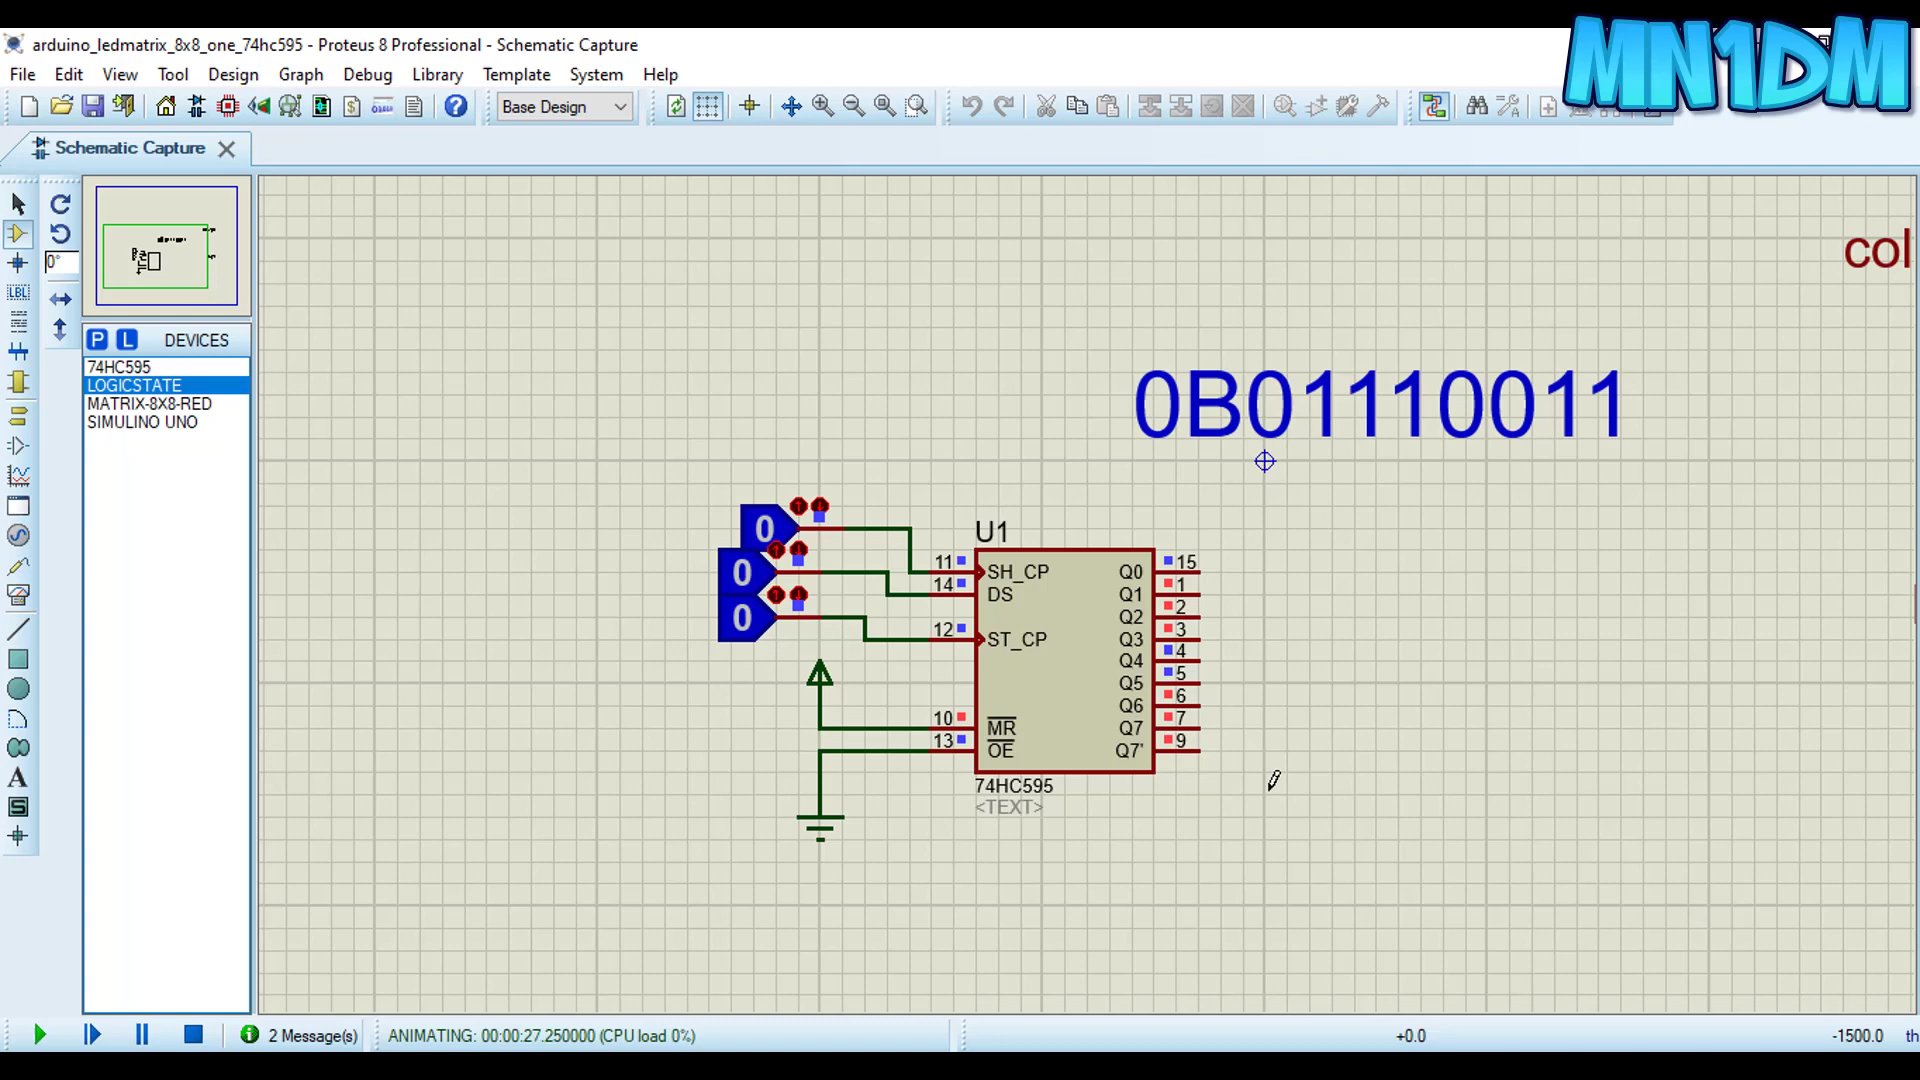 MN1DM
arduino_ledmatrix_8x8_one_74hc595 - Proteus 8 Professional - Schematic Capture
File Edit View Tool Design Graph Debug Library Template System Help
Base Design
Schematic Capture
0°
LBL
P L DEVICES
74HC595
LOGICSTATE
MATRIX-8X8-RED
SIMULINO UNO
col
0B01110011
0
0
0
U1
11 SH_CP Q0 15
14 DS Q1 1
Q2 2
12 ST_CP Q3 3
Q4 4
Q5 5
Q6 6
10 MR Q7 7
13 OE Q7' 9
74HC595
<TEXT>
2 Message(s) ANIMATING: 00:00:27.250000 (CPU load 0%) +0.0 -1500.0 th